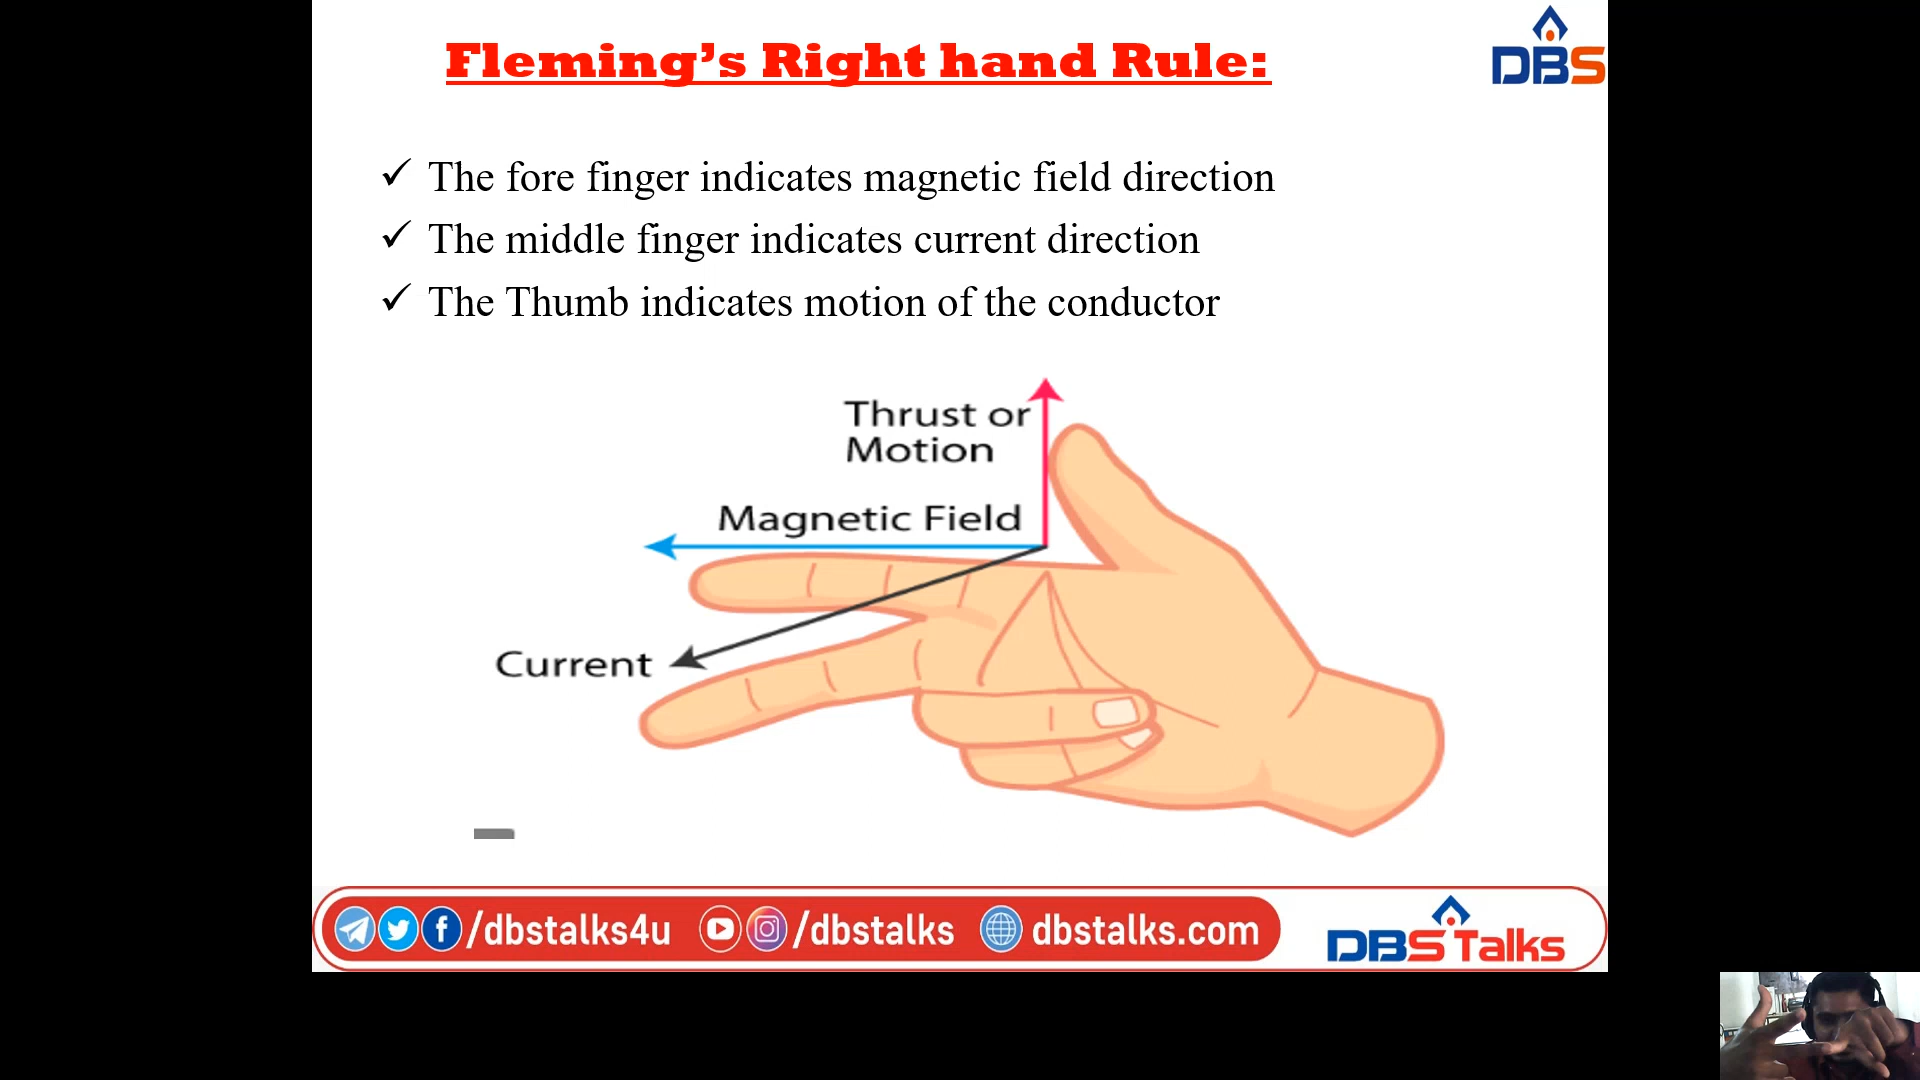 Fleming’s Right hand Rule:
DBS
✓ The fore finger indicates magnetic field direction
✓ The middle finger indicates current direction
✓ The Thumb indicates motion of the conductor
Thrust or
Motion
Magnetic Field
Current
/dbstalks4u /dbstalks dbstalks.com
DBS Talks